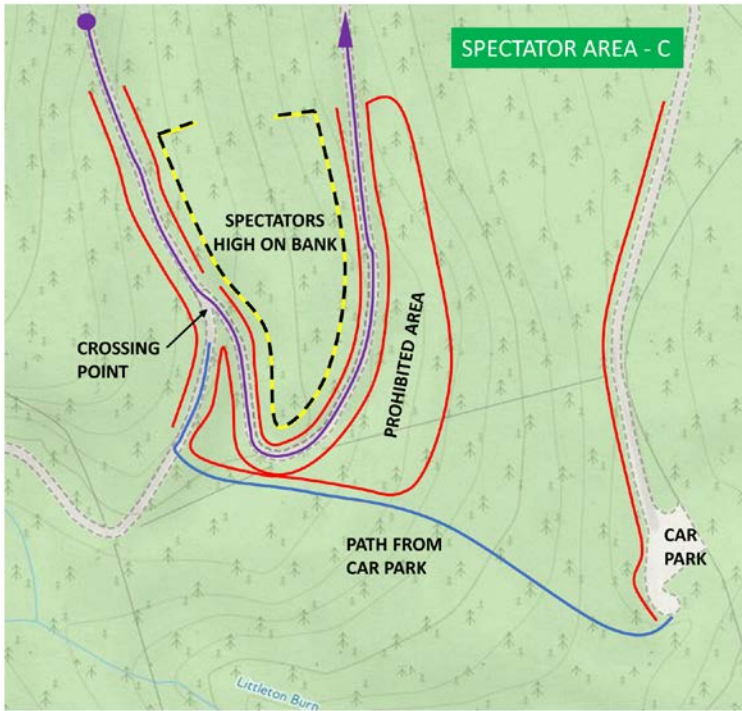 SPECTATOR AREA - C
SPECTATORS
HIGH ON BANK
CROSSING
POINT
PROHIBITED AREA
PATH FROM
CAR PARK
CAR
PARK
Littleton Burn